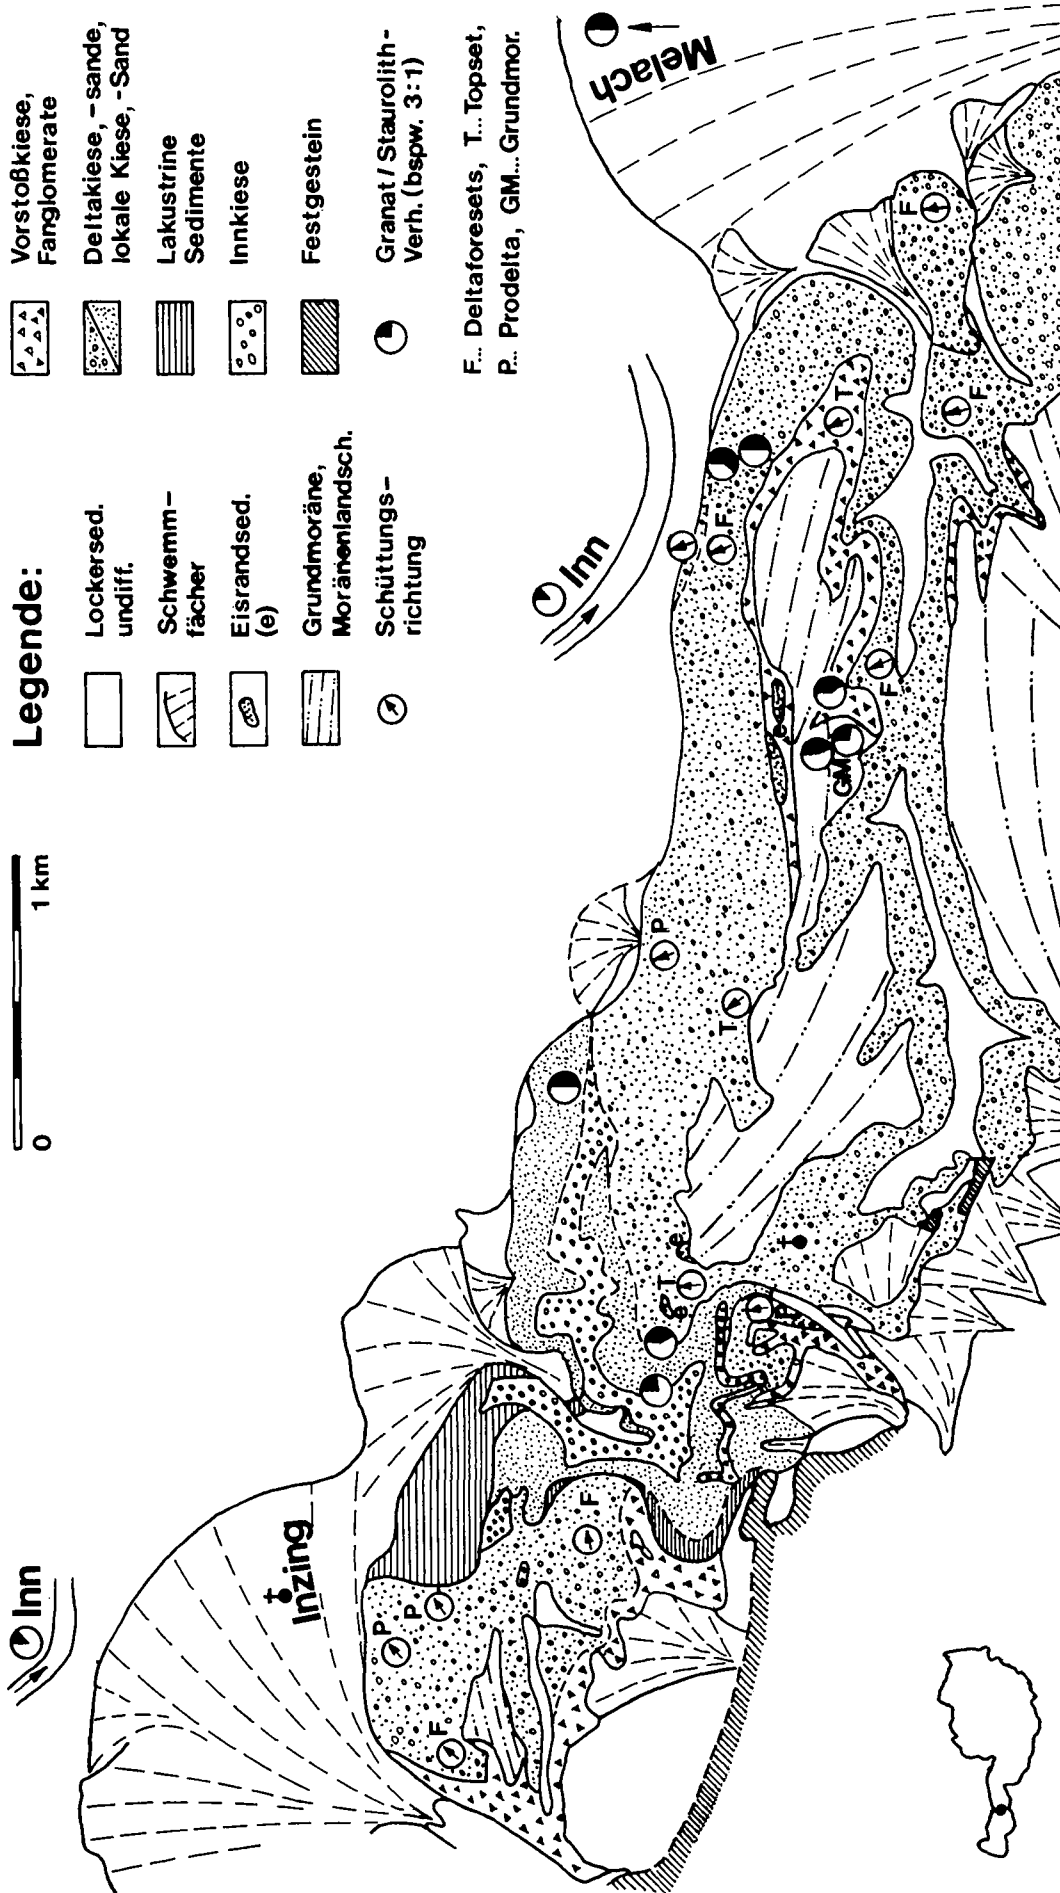 Legende:
Lockersed.
undiff.
Schwemm-
fächer
Eisrandsed.
(e)
Grundmoräne,
Moränenlandsch.
Schüttungs-
richtung
Vorstoßkiese,
Fanglomerate
Deltakiese, -sande,
lokale Kiese, -Sand
Lakustrine
Sedimente
Innkiese
Festgestein
Granat/Staurolith-
Verh. (bspw. 3:1)
F... Deltaforesets, T... Topset,
P... Prodelta, GM... Grundmor.
0 1 km
Inn
Inzing
Inn
Melach
P
P
F
F
T
e
e
P
T
P
F
e
GM
F
T
F
F